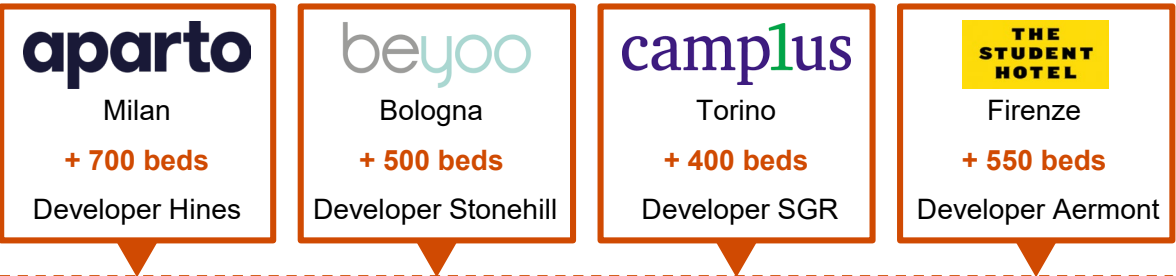 aparto
Milan
+ 700 beds
Developer Hines
beyoo
Bologna
+ 500 beds
Developer Stonehill
camplus
Torino
+ 400 beds
Developer SGR
THE
STUDENT
HOTEL
Firenze
+ 550 beds
Developer Aermont